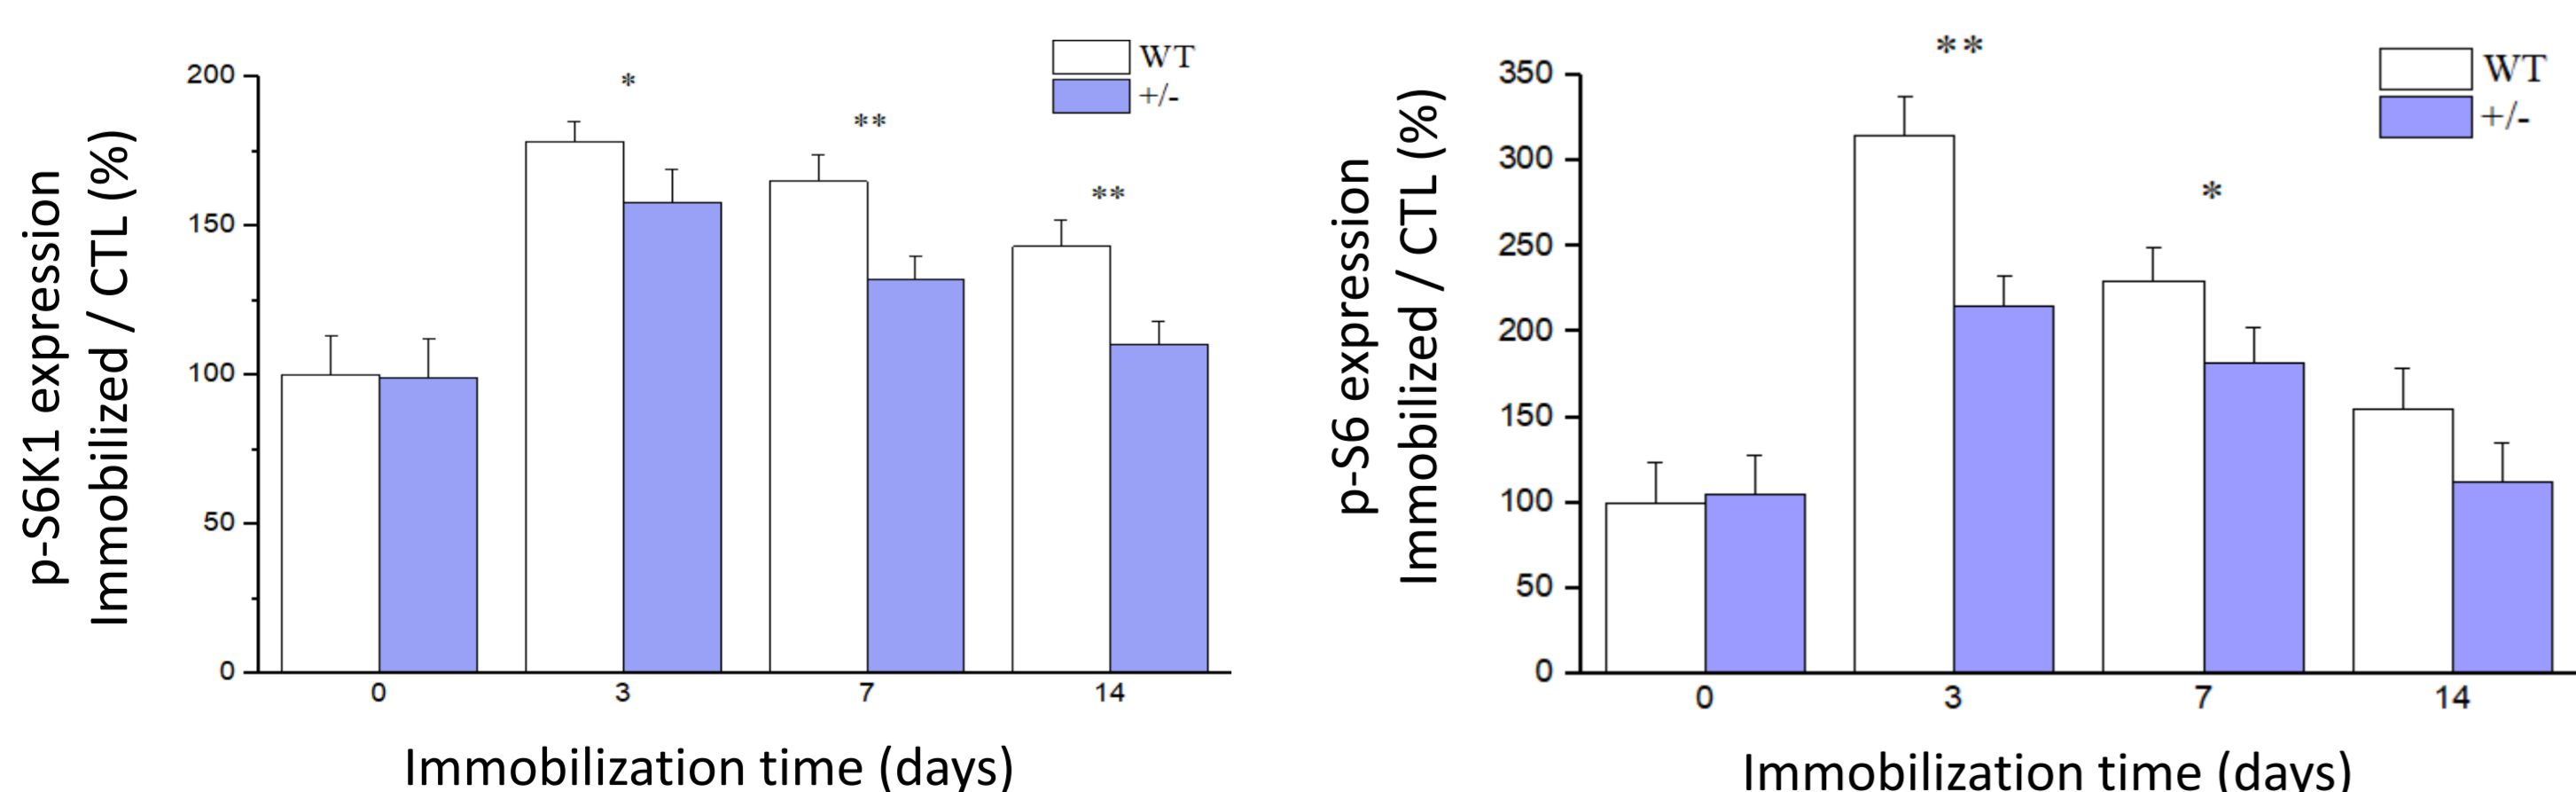 p-S6K1 expression
Immobilized / CTL (%)
200
150
100
50
0
*
**
**
WT
+/-
0 3 7 14
Immobilization time (days)
p-S6 expression
Immobilized / CTL (%)
350
300
250
200
150
100
50
0
**
*
WT
+/-
0 3 7 14
Immobilization time (days)